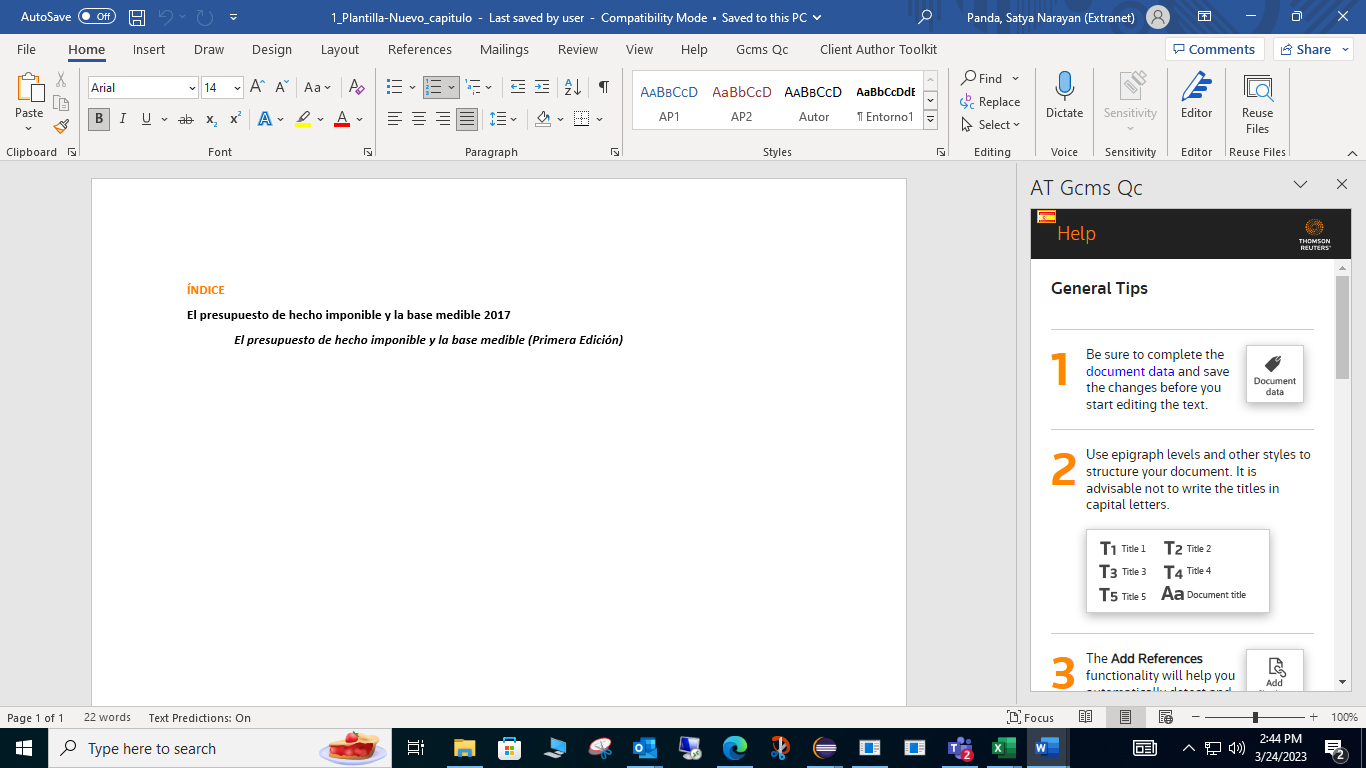 AutoSave Off 1_Plantilla-Nuevo_capitulo - Last saved by user - Compatibility Mode • Saved to this PC Panda, Satya Narayan (Extranet)
File Home Insert Draw Design Layout References Mailings Review View Help Gcms Qc Client Author Toolkit Comments Share
Paste
Arial 14
Find
Replace
Select
AaBbCcD AaBbCcD AaBbCcD AaBbCcDdE
AP1 AP2 Autor ¶ Entorno1
Dictate Sensitivity Editor Reuse Files
Clipboard Font Paragraph Styles Editing Voice Sensitivity Editor Reuse Files
ÍNDICE
El presupuesto de hecho imponible y la base medible 2017
El presupuesto de hecho imponible y la base medible (Primera Edición)
AT Gcms Qc
Help
THOMSON
REUTERS®
General Tips
1
Be sure to complete the
document data and save
the changes before you
start editing the text.
Document
data
2
Use epigraph levels and other styles to
structure your document. It is
advisable not to write the titles in
capital letters.
T1 Title 1 T2 Title 2
T3 Title 3 T4 Title 4
T5 Title 5 Aa Document title
3
The Add References
functionality will help you
automatically detect and
Add
Page 1 of 1 22 words Text Predictions: On Focus 100%
Type here to search
2
2:44 PM
3/24/2023
2